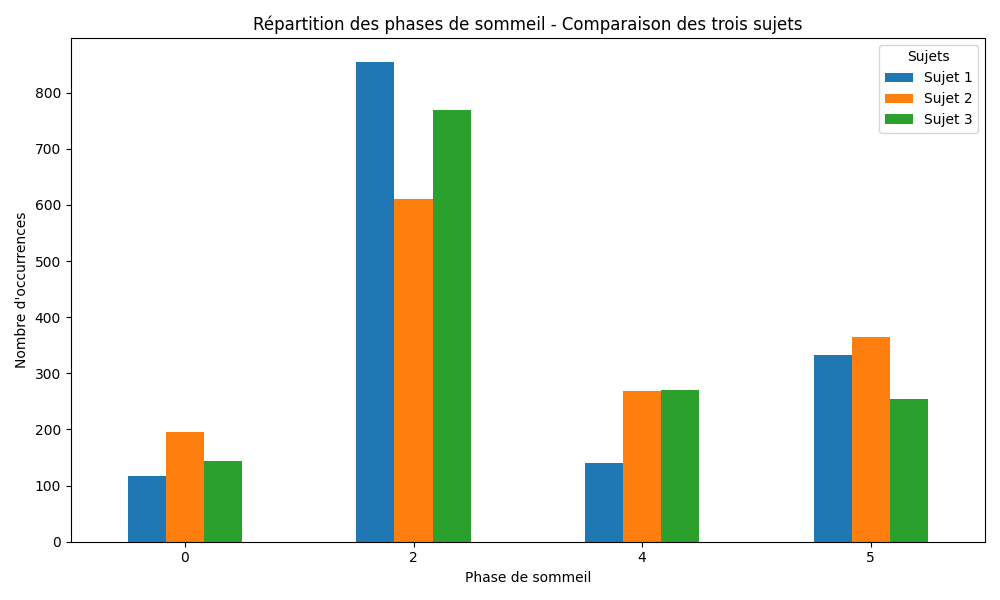 Répartition des phases de sommeil - Comparaison des trois sujets
Sujets
Sujet 1
Sujet 2
Sujet 3
Nombre d'occurrences
800
700
600
500
400
300
200
100
0
0 2 4 5
Phase de sommeil